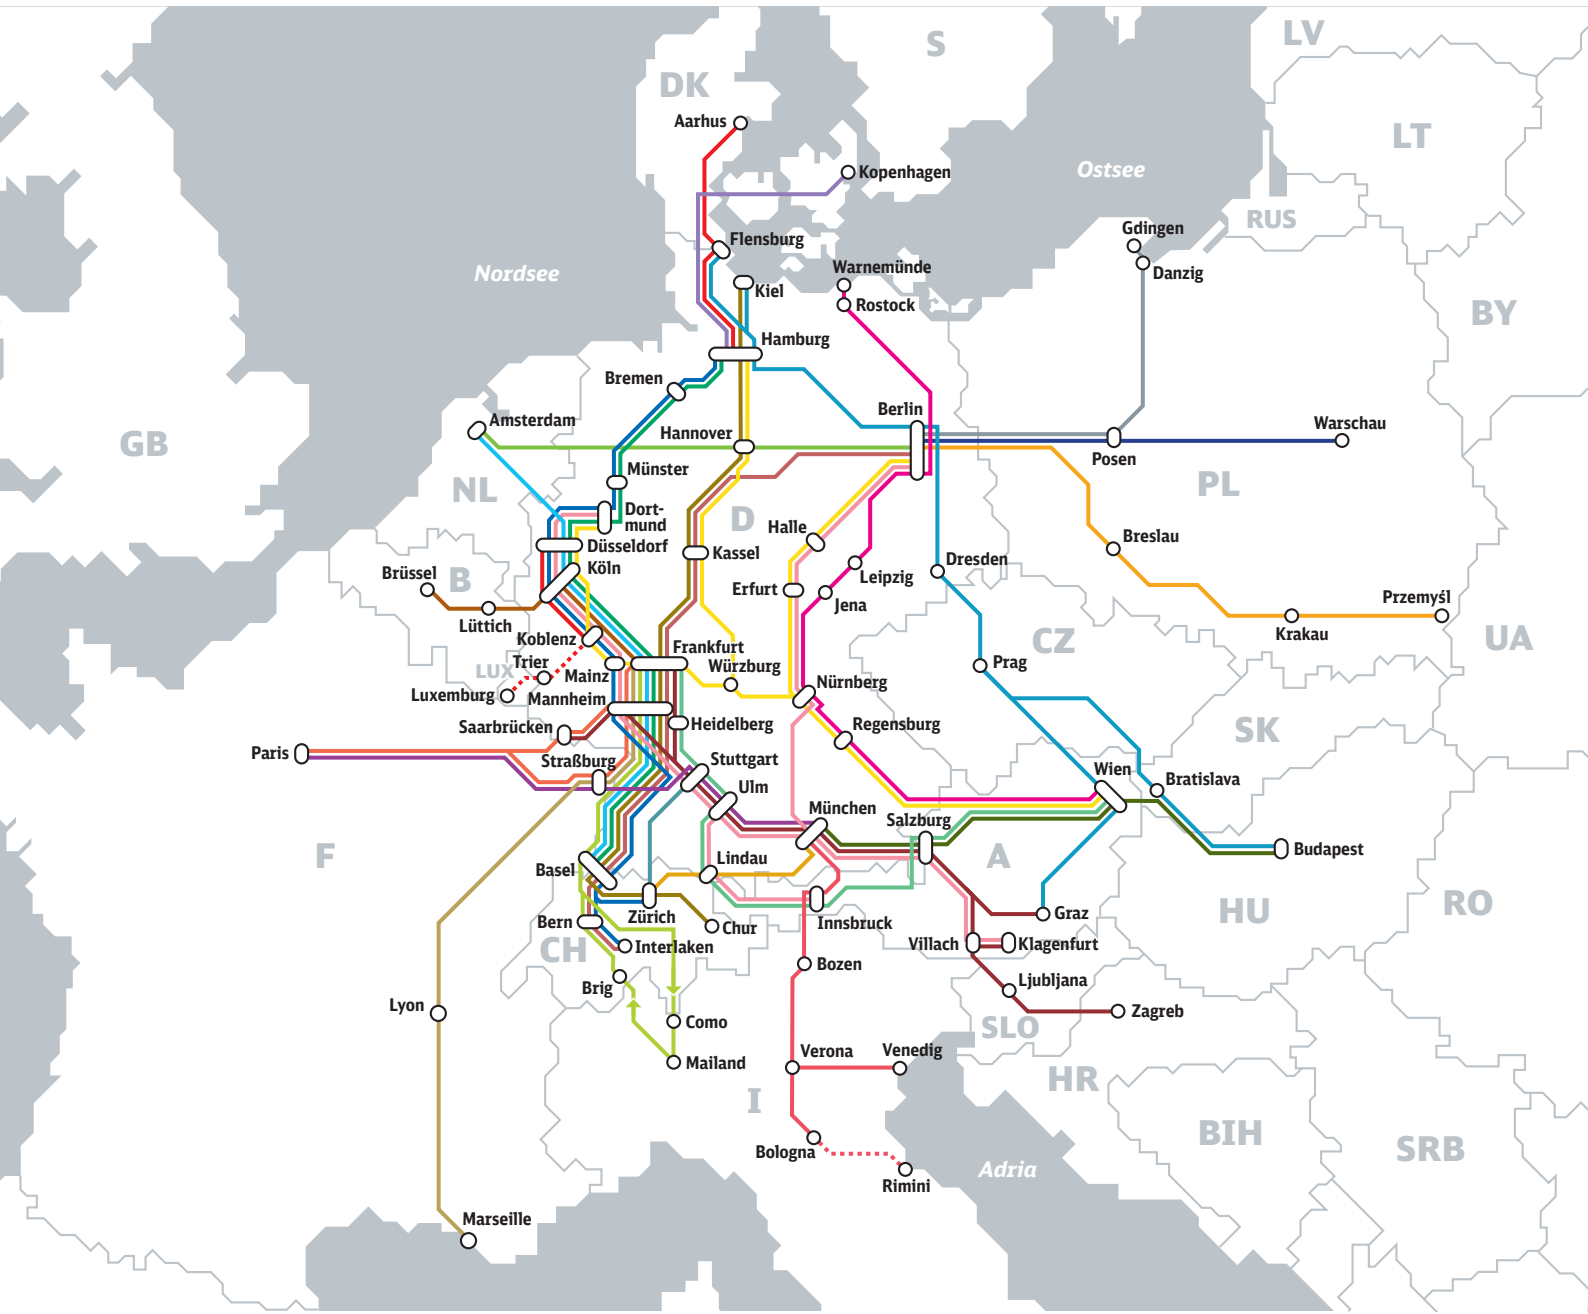 S
LV
DK
Aarhus
LT
Ostsee
Kopenhagen
RUS
Gdingen
Flensburg
Nordsee
Warnemünde
Danzig
Kiel
Rostock
BY
Hamburg
Bremen
Berlin
Amsterdam
Warschau
Hannover
GB
Posen
Münster
NL
PL
Dort-
mund
D
Halle
Düsseldorf
Breslau
Kassel
Köln
Dresden
Brüssel
B
Leipzig
Erfurt
Przemyśl
Jena
Lüttich
Krakau
Koblenz
CZ
UA
Frankfurt
Trier
LUX
Würzburg
Prag
Mainz
Nürnberg
Luxemburg
Mannheim
Saarbrücken
Heidelberg
Regensburg
SK
Paris
Straßburg
Stuttgart
Wien
Bratislava
Ulm
München
Salzburg
F
Lindau
A
Budapest
Basel
RO
HU
Zürich
Graz
Bern
Chur
Innsbruck
CH
Interlaken
Villach
Klagenfurt
Bozen
Brig
Ljubljana
Lyon
Zagreb
Como
SLO
Verona
Venedig
Mailand
HR
I
BIH
SRB
Bologna
Adria
Rimini
Marseille